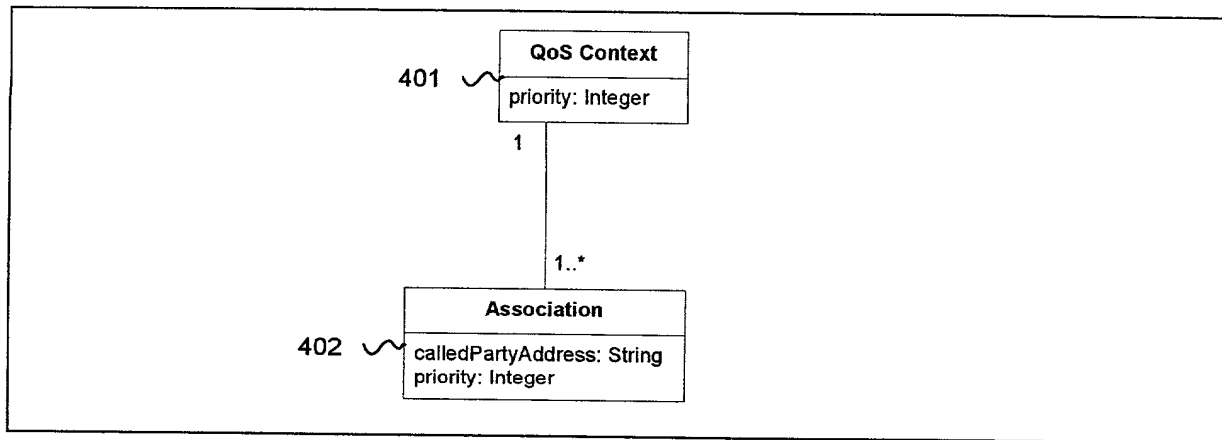 QoS Context
401
priority: Integer
1
1..*
Association
402
calledPartyAddress: String
priority: Integer